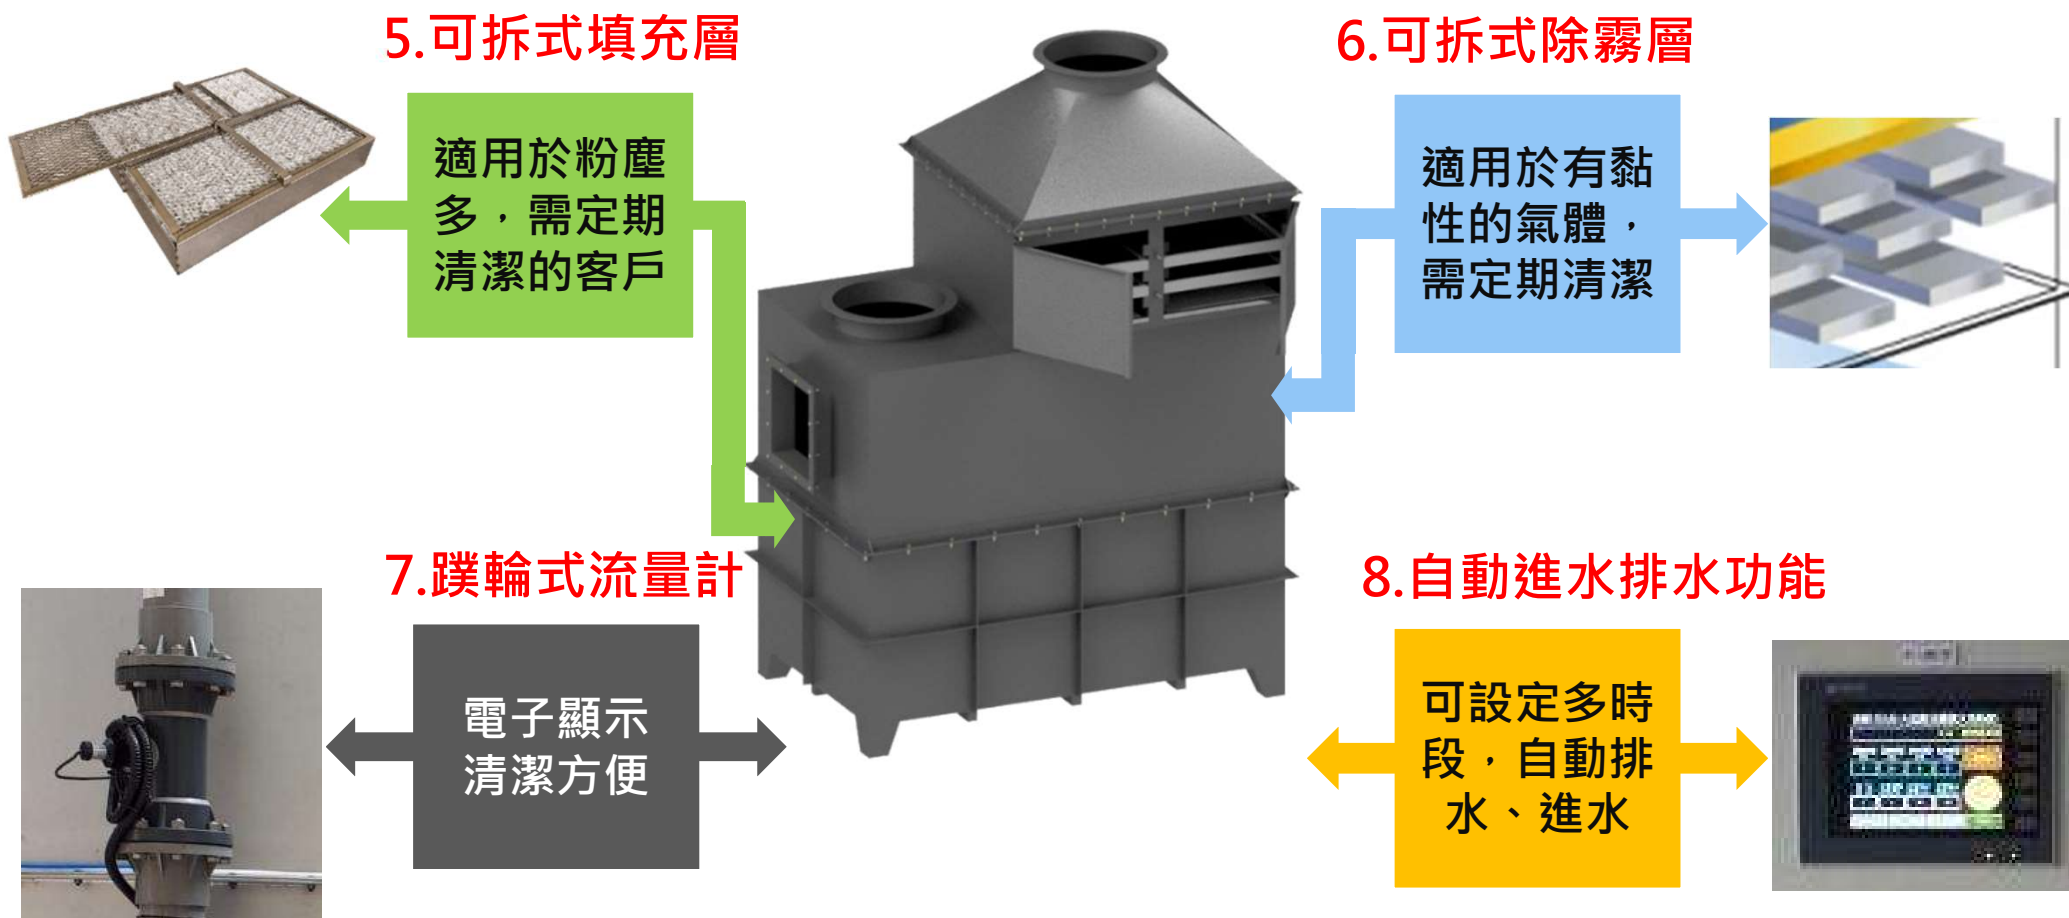 5.可拆式填充層
適用於粉塵
多，需定期
清潔的客戶
6.可拆式除霧層
適用於有黏
性的氣體，
需定期清潔
7.蹼輪式流量計
電子顯示
清潔方便
8.自動進水排水功能
可設定多時
段，自動排
水、進水